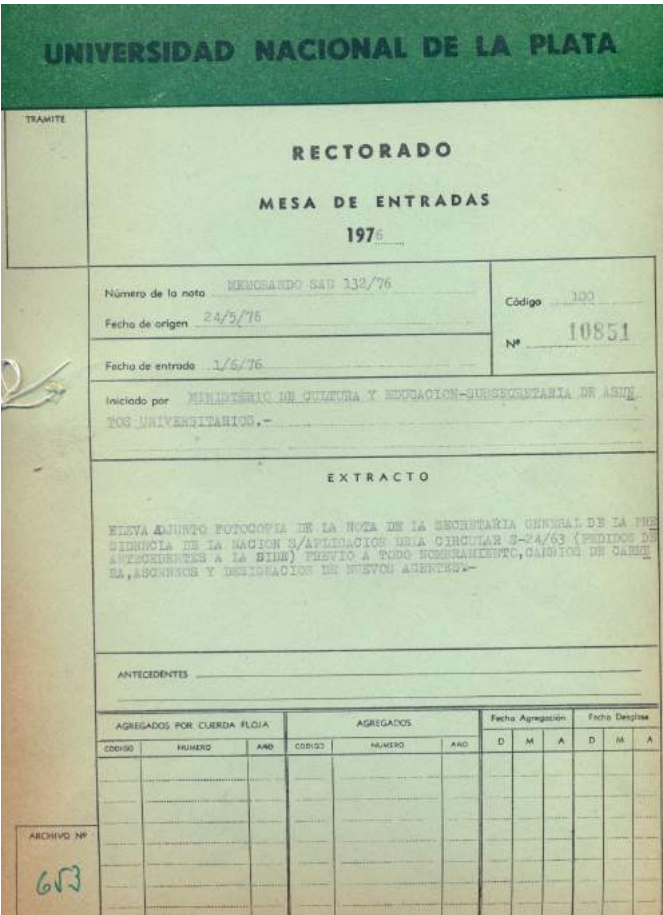 UNIVERSIDAD NACIONAL DE LA PLATA
TRAMITE
RECTORADO
MESA DE ENTRADAS
1976
Número de la nota MEMORANDO SAU 132/76
Fecha de origen 24/5/76
Código 100
Nº 10851
Fecha de entrada 1/6/76
Iniciado por MINISTERIO DE CULTURA Y EDUCACION-SUBSECRETARIA DE ASUN
TOS UNIVERSITARIOS.-
EXTRACTO
ELEVA ADJUNTO FOTOCOPIA DE LA NOTA DE LA SECRETARIA GENERAL DE LA PRE
SIDENCIA DE LA NACION S/APLICACION DELA CIRCULAR S-24/63 (PEDIDOS DE
ANTECEDENTES A LA SIDE) PREVIO A TODO NOMBRAMIENTO,CAMBIOS DE CARRE
RA,ASCENSOS Y DESIGNACION DE NUEVOS AGENTES.-
ANTECEDENTES
AGREGADOS POR CUERDA FLOJA
AGREGADOS
Fecha Agregación
Fecha Desglose
CODIGO NUMERO AÑO CODIGO NUMERO AÑO D M A D M A
ARCHIVO Nº
653